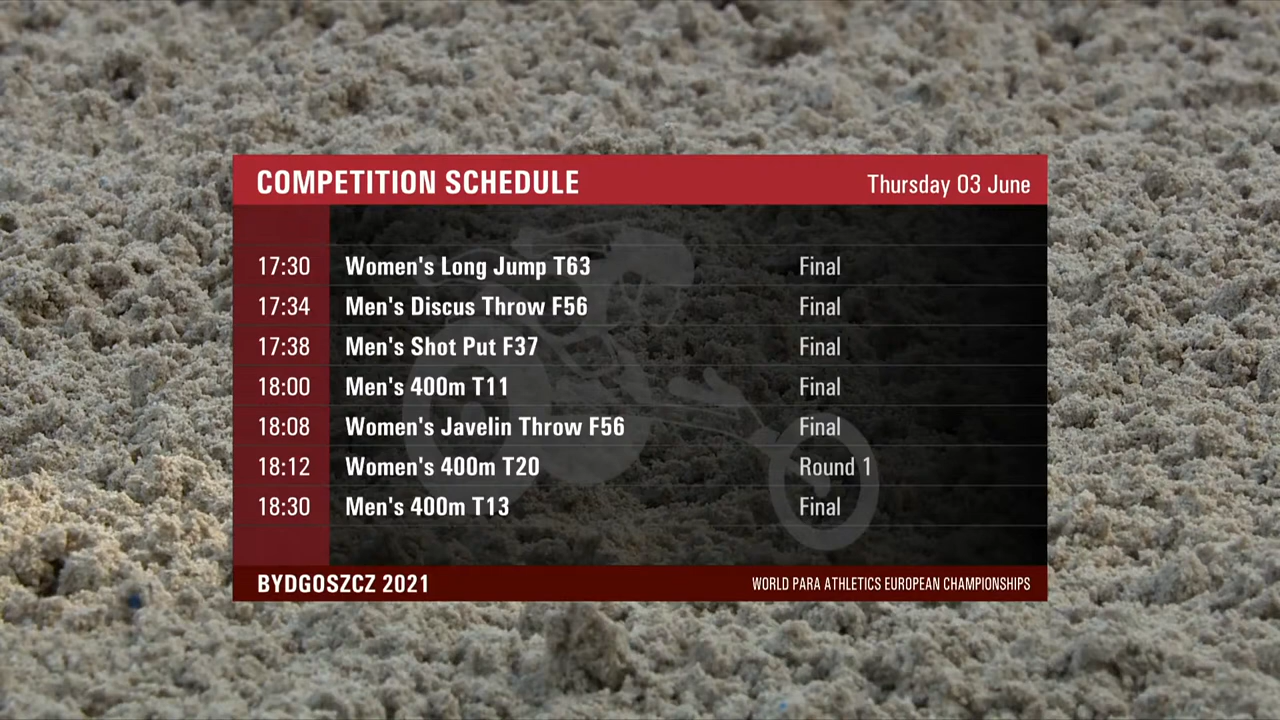 COMPETITION SCHEDULE Thursday 03 June
17:30 Women's Long Jump T63 Final
17:34 Men's Discus Throw F56 Final
17:38 Men's Shot Put F37 Final
18:00 Men's 400m T11 Final
18:08 Women's Javelin Throw F56 Final
18:12 Women's 400m T20 Round 1
18:30 Men's 400m T13 Final
BYDGOSZCZ 2021 WORLD PARA ATHLETICS EUROPEAN CHAMPIONSHIPS